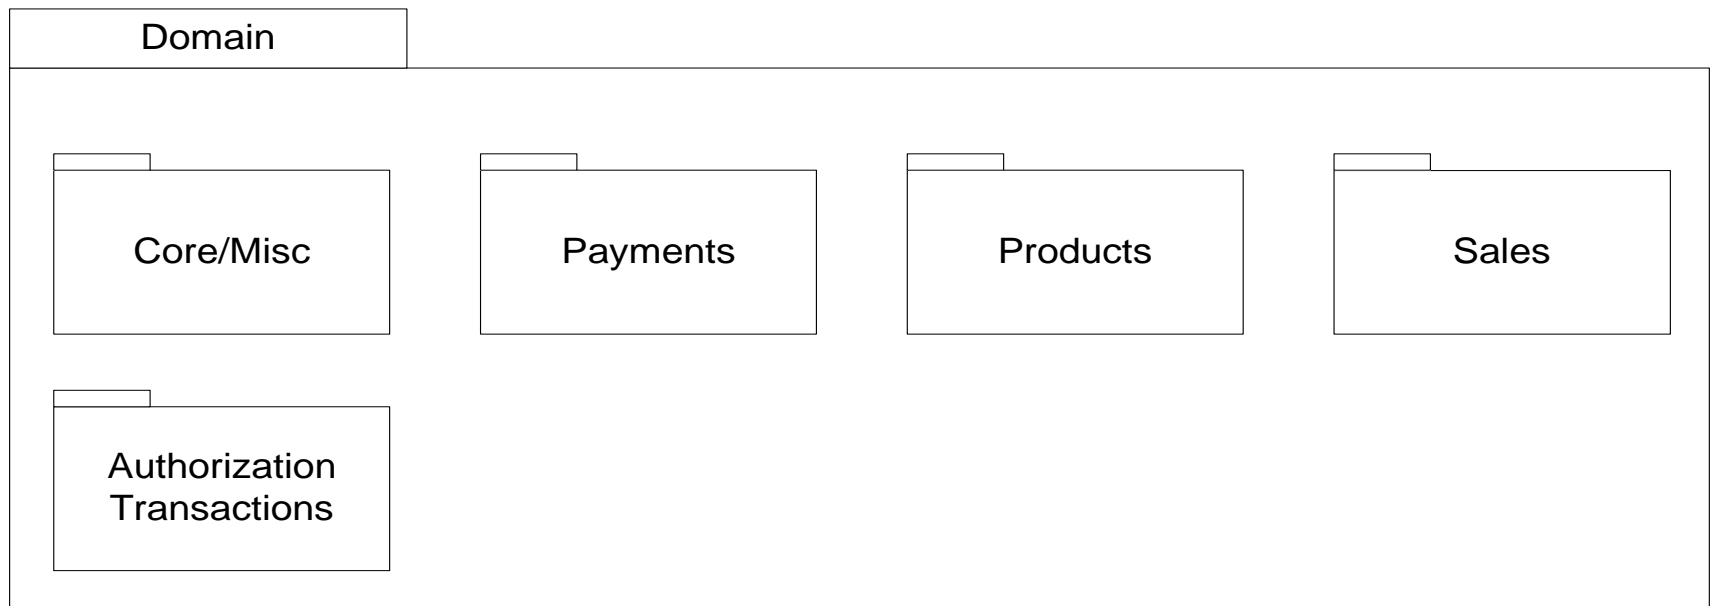 Domain
Core/Misc
Payments
Products
Sales
Authorization
Transactions